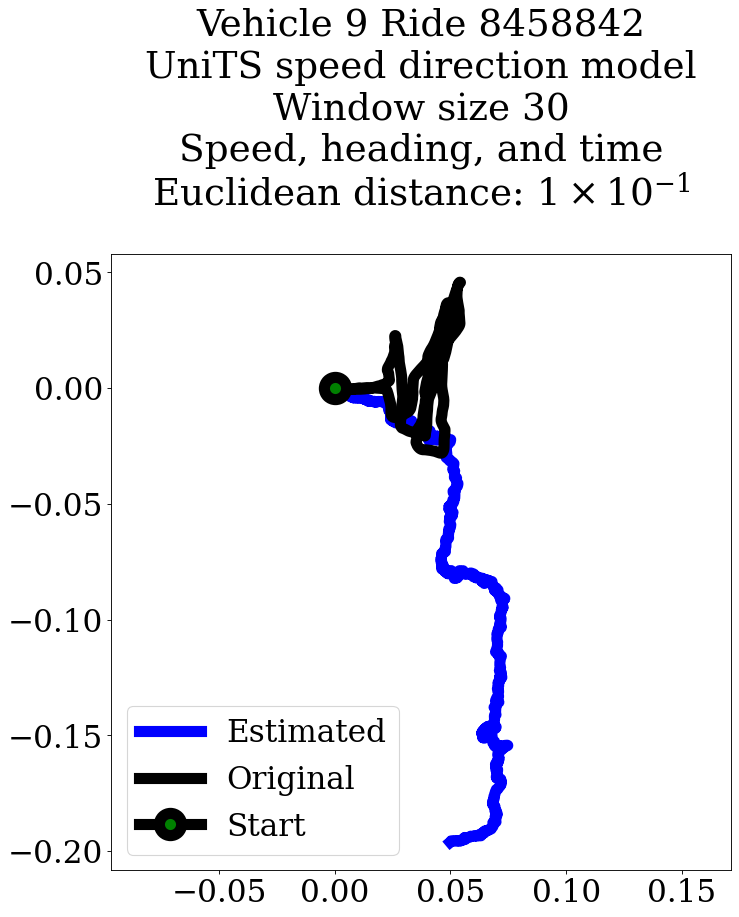 Vehicle 9 Ride 8458842
UniTS speed direction model
Window size 30
Speed, heading, and time
Euclidean distance: 1 × 10⁻¹
0.05
0.00
−0.05
−0.10
−0.15
−0.20
Estimated
Original
Start
−0.05 0.00 0.05 0.10 0.15